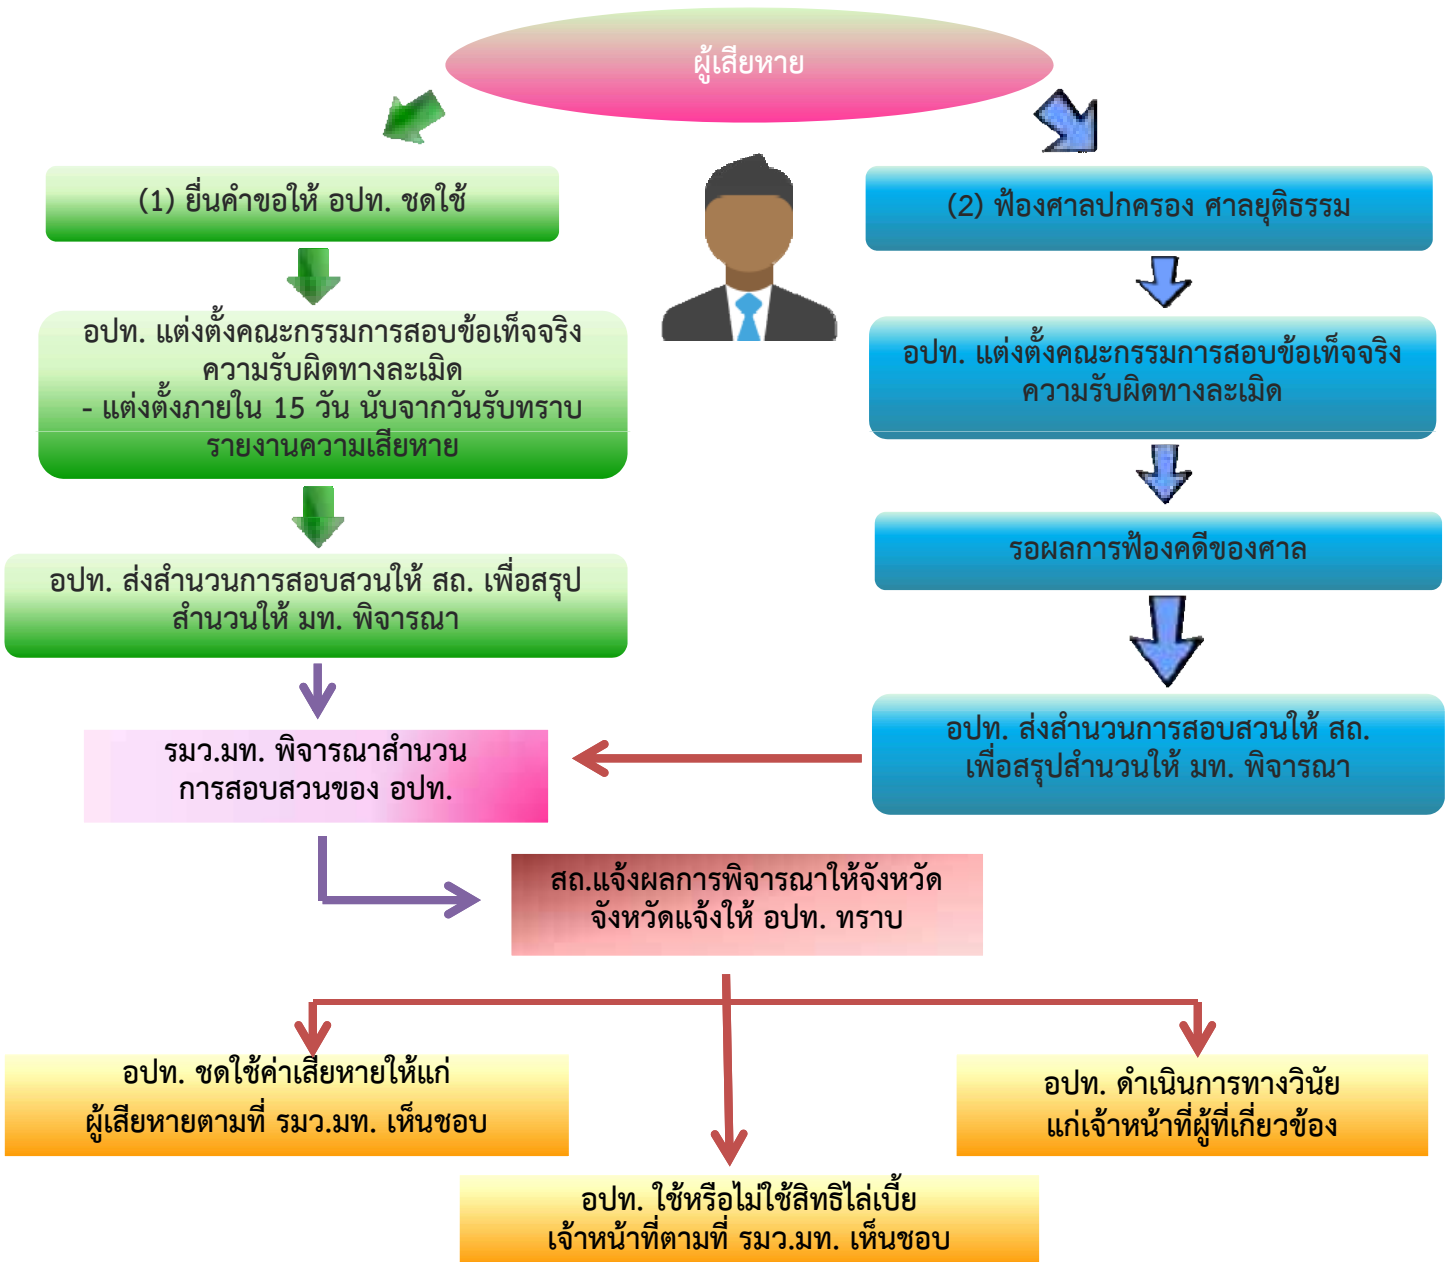 ผู้เสียหาย
(1) ยื่นคำขอให้ อปท. ชดใช้
(2) ฟ้องศาลปกครอง ศาลยุติธรรม
อปท. แต่งตั้งคณะกรรมการสอบข้อเท็จจริง
ความรับผิดทางละเมิด
- แต่งตั้งภายใน 15 วัน นับจากวันรับทราบ
รายงานความเสียหาย
อปท. แต่งตั้งคณะกรรมการสอบข้อเท็จจริง
ความรับผิดทางละเมิด
รอผลการฟ้องคดีของศาล
อปท. ส่งสำนวนการสอบสวนให้ สถ. เพื่อสรุป
สำนวนให้ มท. พิจารณา
อปท. ส่งสำนวนการสอบสวนให้ สถ.
เพื่อสรุปสำนวนให้ มท. พิจารณา
รมว.มท. พิจารณาสำนวน
การสอบสวนของ อปท.
สถ.แจ้งผลการพิจารณาให้จังหวัด
จังหวัดแจ้งให้ อปท. ทราบ
อปท. ชดใช้ค่าเสียหายให้แก่
ผู้เสียหายตามที่ รมว.มท. เห็นชอบ
อปท. ดำเนินการทางวินัย
แก่เจ้าหน้าที่ผู้ที่เกี่ยวข้อง
อปท. ใช้หรือไม่ใช้สิทธิไล่เบี้ย
เจ้าหน้าที่ตามที่ รมว.มท. เห็นชอบ